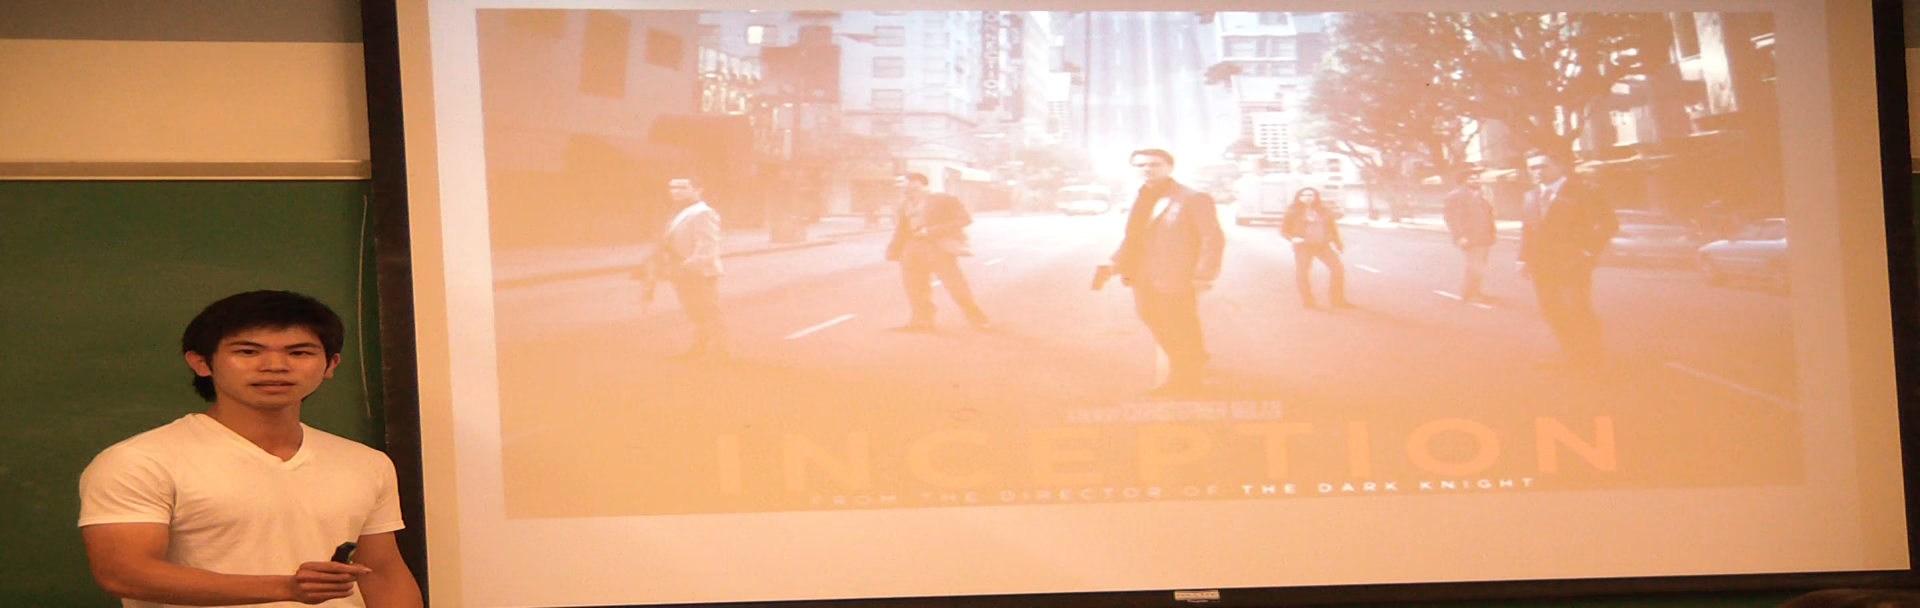 CHRISTOPHER NOLAN
INCEPTION
FROM THE DIRECTOR OF THE DARK KNIGHT